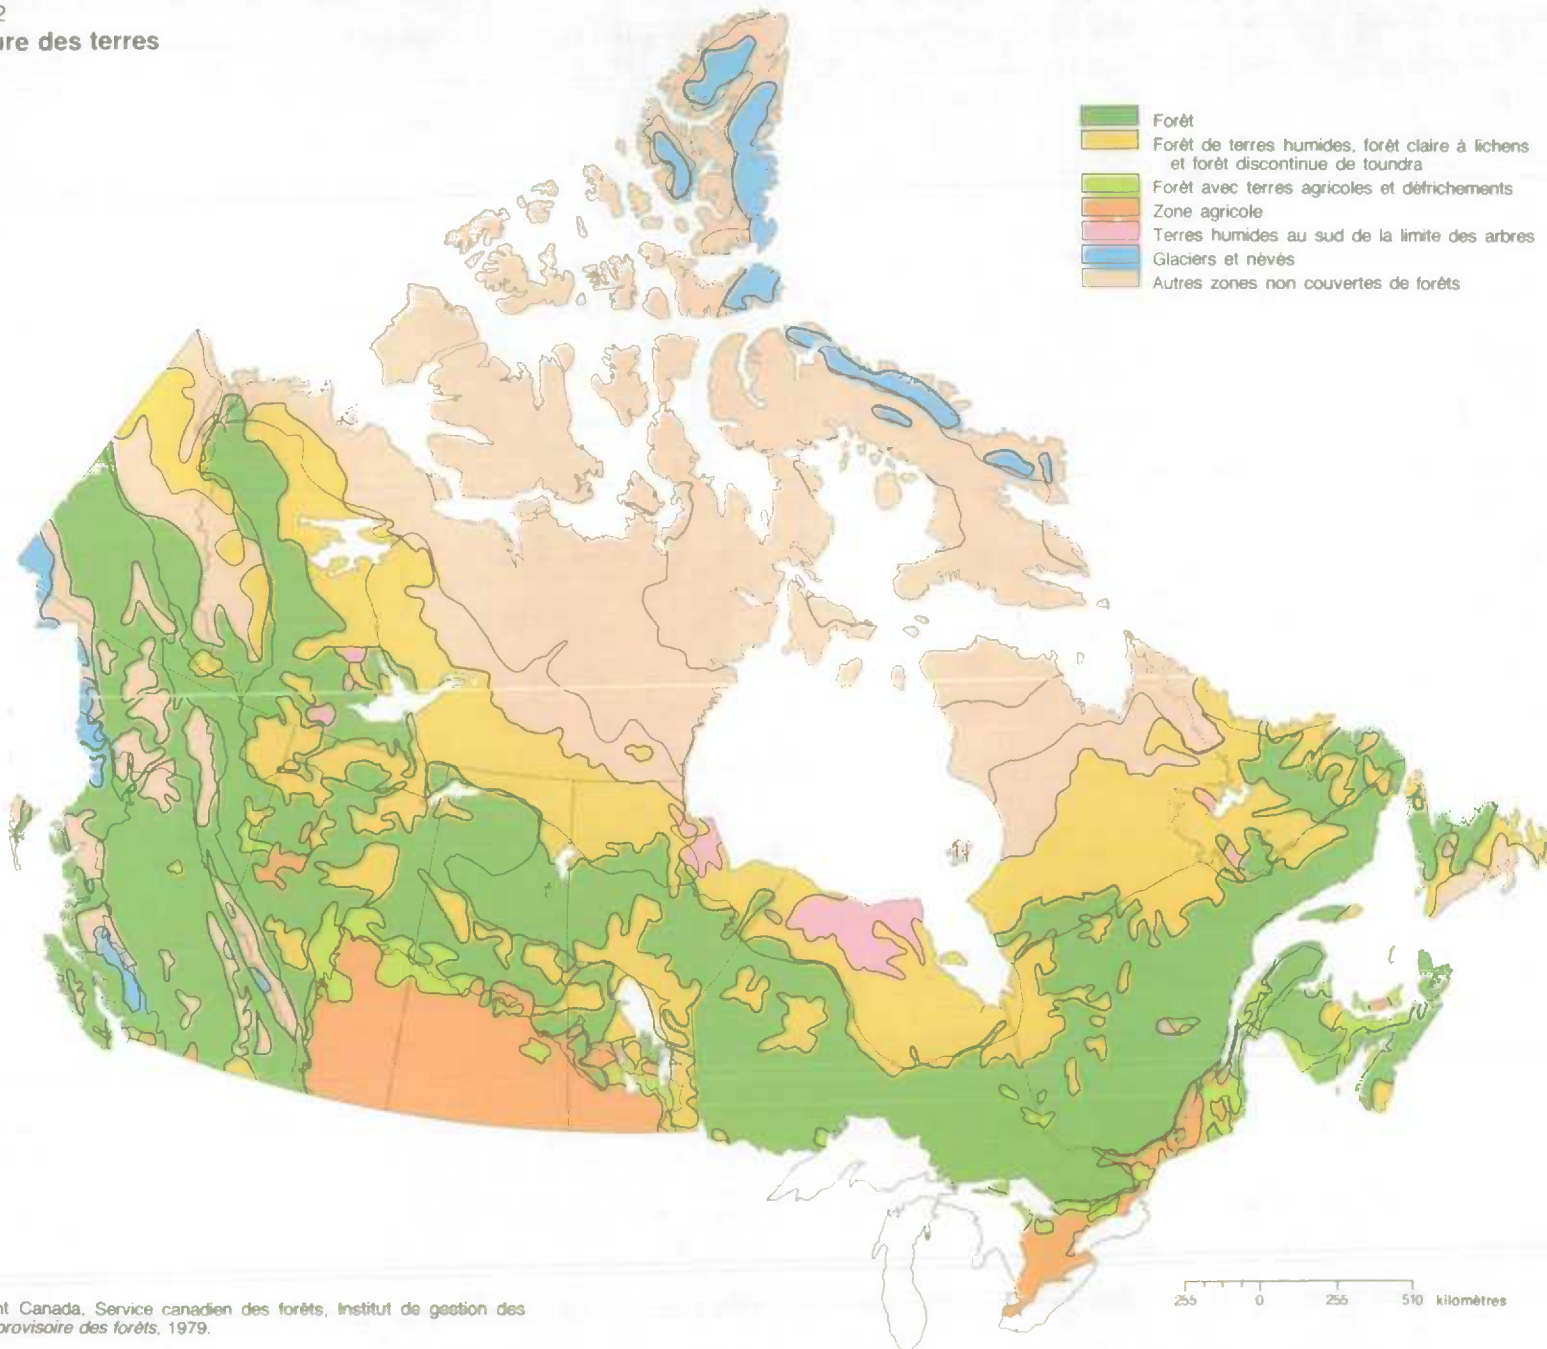 2
ure des terres
Forêt
Forêt de terres humides, forêt claire à lichens
et forêt discontinue de toundra
Forêt avec terres agricoles et défrichements
Zone agricole
Terres humides au sud de la limite des arbres
Glaciers et névés
Autres zones non couvertes de forêts
255 0 255 510 kilomètres
nt Canada, Service canadien des forêts, Institut de gestion des
provisoire des forêts, 1979.